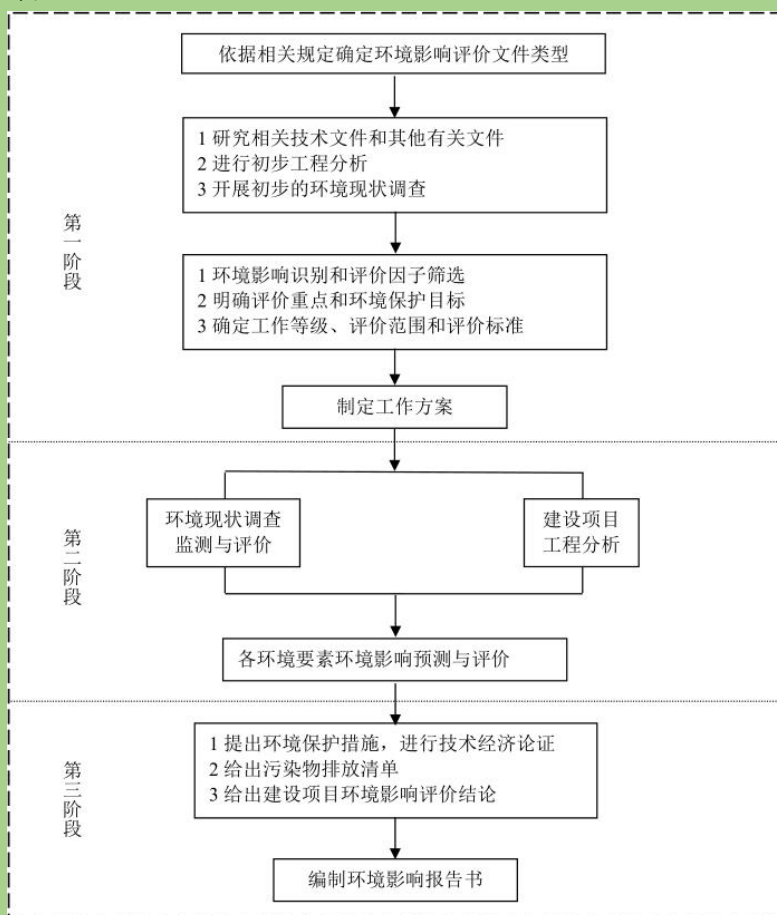 依据相关规定确定环境影响评价文件类型
1 研究相关技术文件和其他有关文件
2 进行初步工程分析
3 开展初步的环境现状调查
第一阶段
1 环境影响识别和评价因子筛选
2 明确评价重点和环境保护目标
3 确定工作等级、评价范围和评价标准
制定工作方案
第二阶段
环境现状调查
监测与评价
建设项目
工程分析
各环境要素环境影响预测与评价
第三阶段
1 提出环境保护措施，进行技术经济论证
2 给出污染物排放清单
3 给出建设项目环境影响评价结论
编制环境影响报告书